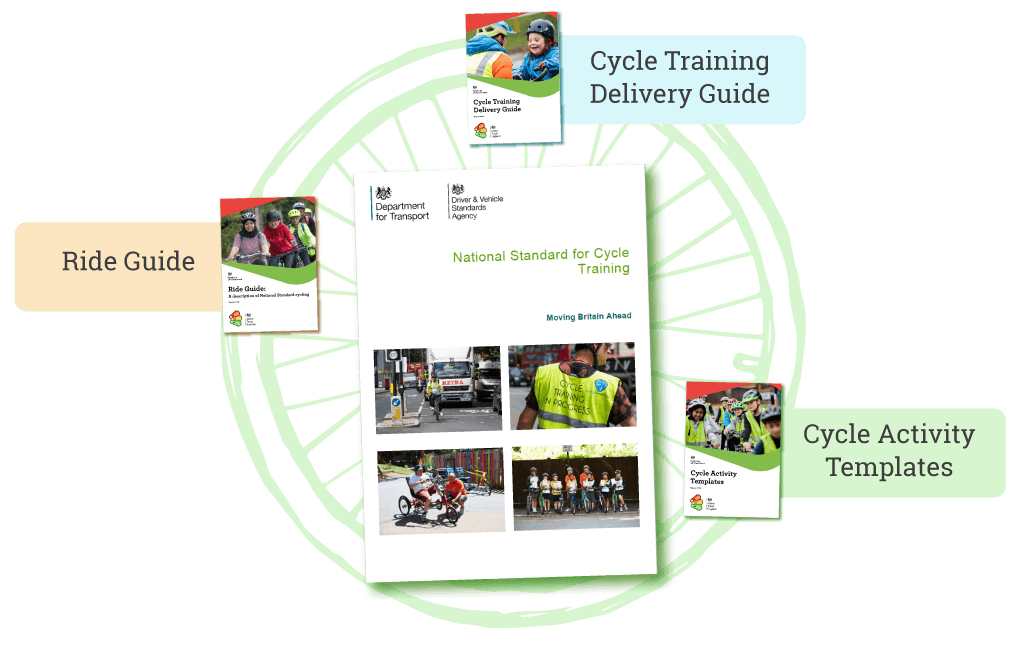 Cycle Training
Delivery Guide
Cycle Training
Delivery Guide
Ride Guide
Ride Guide:
A description of National Standard cycling
Department
for Transport
Driver & Vehicle
Standards
Agency
National Standard for Cycle
Training
Moving Britain Ahead
KETRA
CYCLE
TRAINING
IN PROGRESS
Cycle Activity
Templates
Cycle Activity
Templates